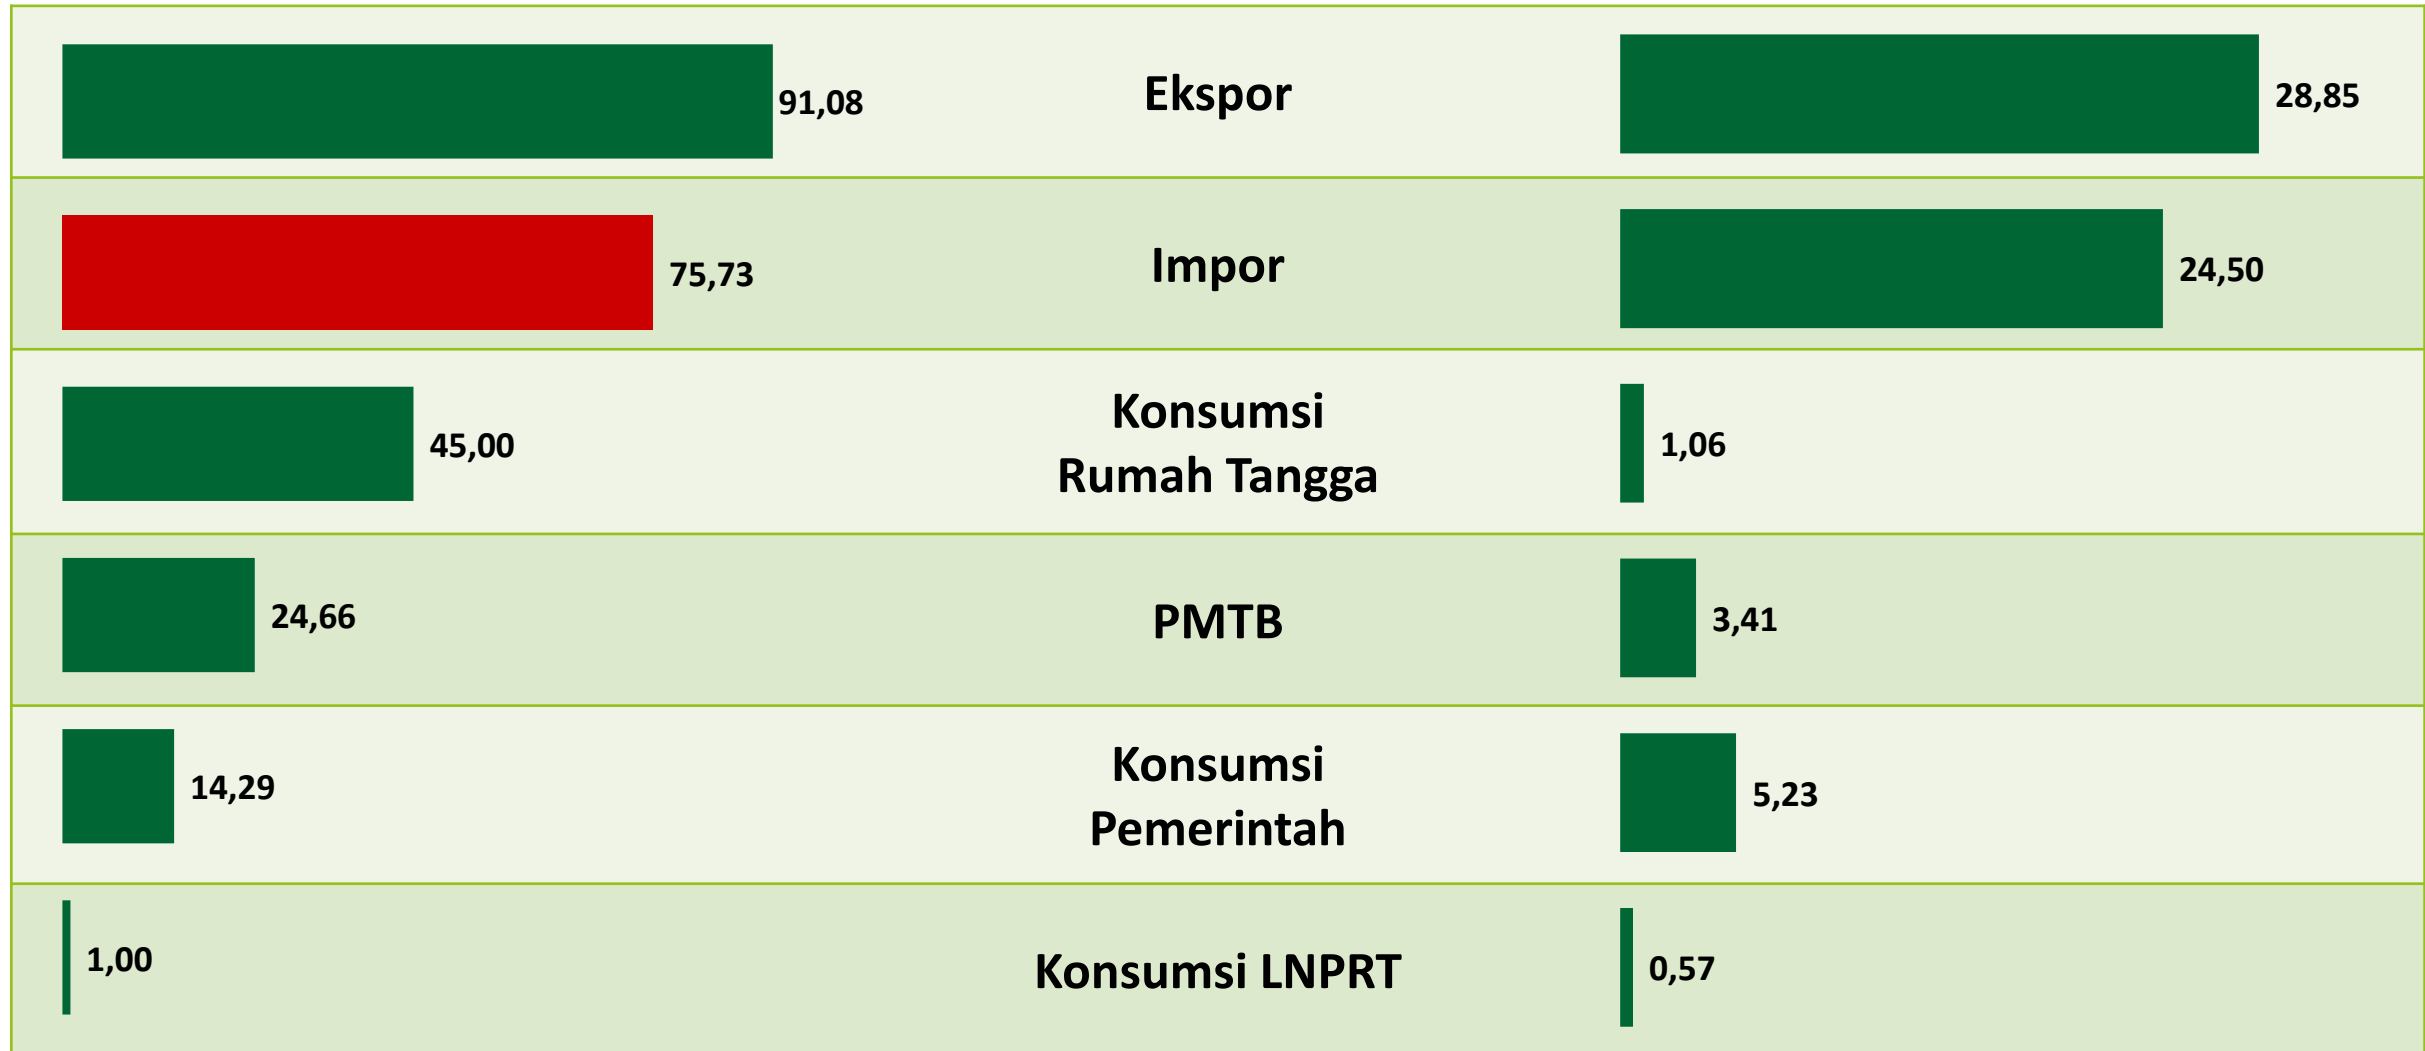 91,08
Ekspor
28,85
75,73
Impor
24,50
45,00
Konsumsi
Rumah Tangga
1,06
24,66
PMTB
3,41
14,29
Konsumsi
Pemerintah
5,23
1,00
Konsumsi LNPRT
0,57